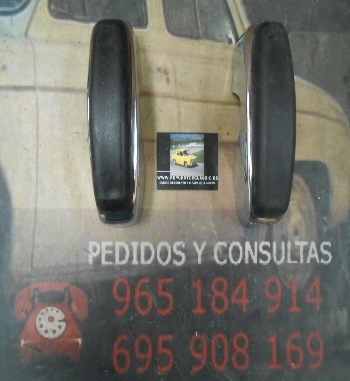 PEDIDOS Y CONSULTAS
965 184 914
695 908 169